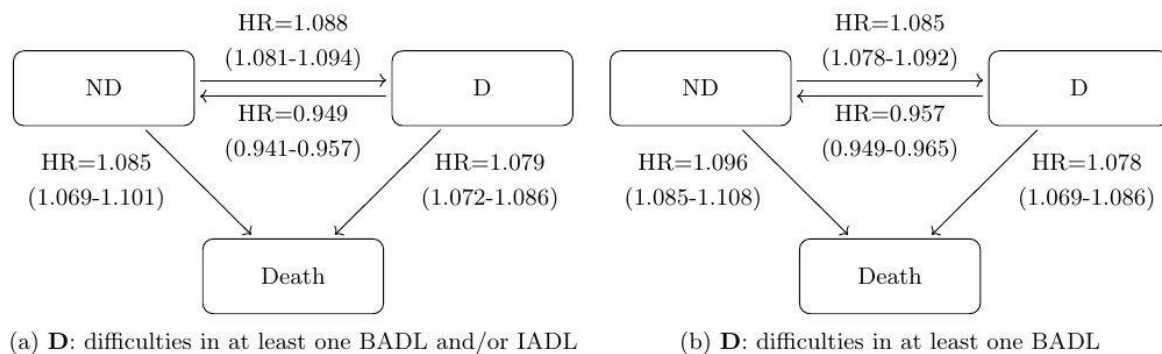 HR=1.088
(1.081-1.094)
ND
D
HR=0.949
(0.941-0.957)
HR=1.085
(1.069-1.101)
HR=1.079
(1.072-1.086)
Death
(a) D: difficulties in at least one BADL and/or IADL
HR=1.085
(1.078-1.092)
ND
D
HR=0.957
(0.949-0.965)
HR=1.096
(1.085-1.108)
HR=1.078
(1.069-1.086)
Death
(b) D: difficulties in at least one BADL